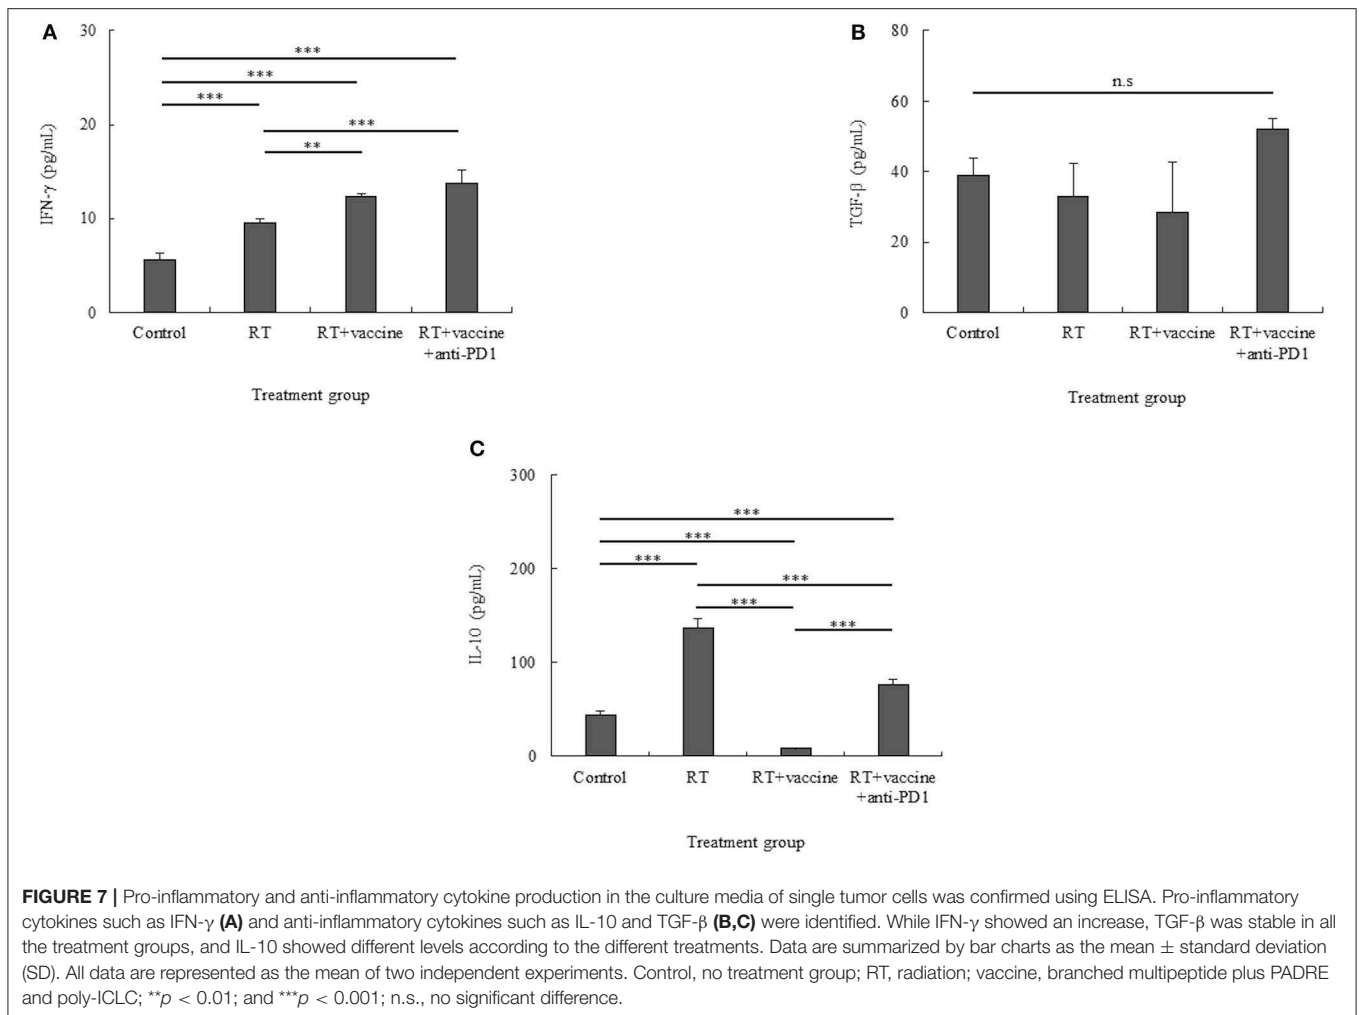 A
30
20
10
0
IFN-γ (pg/mL)
***
***
***
***
**
Control
RT
RT+vaccine
RT+vaccine
+anti-PD1
Treatment group
B
80
60
40
20
0
TGF-β (pg/mL)
n.s
Control
RT
RT+vaccine
RT+vaccine
+anti-PD1
Treatment group
C
300
200
100
0
IL-10 (pg/mL)
***
***
***
***
***
***
Control
RT
RT+vaccine
RT+vaccine
+anti-PD1
Treatment group
FIGURE 7 | Pro-inflammatory and anti-inflammatory cytokine production in the culture media of single tumor cells was confirmed using ELISA. Pro-inflammatory
cytokines such as IFN-γ (A) and anti-inflammatory cytokines such as IL-10 and TGF-β (B,C) were identified. While IFN-γ showed an increase, TGF-β was stable in all
the treatment groups, and IL-10 showed different levels according to the different treatments. Data are summarized by bar charts as the mean ± standard deviation
(SD). All data are represented as the mean of two independent experiments. Control, no treatment group; RT, radiation; vaccine, branched multipeptide plus PADRE
and poly-ICLC; **p < 0.01; and ***p < 0.001; n.s., no significant difference.